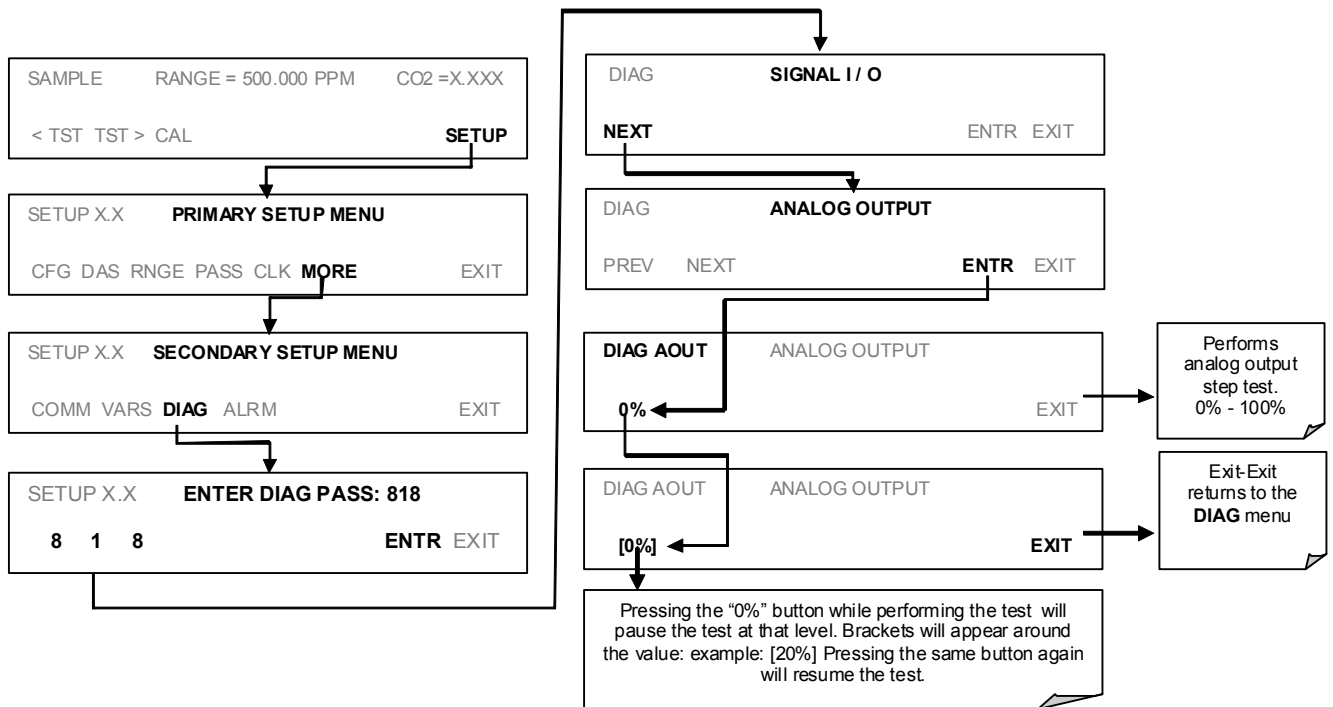 SAMPLE RANGE = 500.000 PPM CO2 =X.XXX
< TST TST > CAL SETUP
SETUP X.X PRIMARY SETUP MENU
CFG DAS RNGE PASS CLK MORE EXIT
SETUP X.X SECONDARY SETUP MENU
COMM VARS DIAG ALRM EXIT
SETUP X.X ENTER DIAG PASS: 818
8 1 8 ENTR EXIT
DIAG SIGNAL I / O
NEXT ENTR EXIT
DIAG ANALOG OUTPUT
PREV NEXT ENTR EXIT
DIAG AOUT ANALOG OUTPUT
0% EXIT
Performs
analog output
step test.
0% - 100%
DIAG AOUT ANALOG OUTPUT
[0%] EXIT
Exit-Exit
returns to the
DIAG menu
Pressing the “0%” button while performing the test will
pause the test at that level. Brackets will appear around
the value: example: [20%] Pressing the same button again
will resume the test.